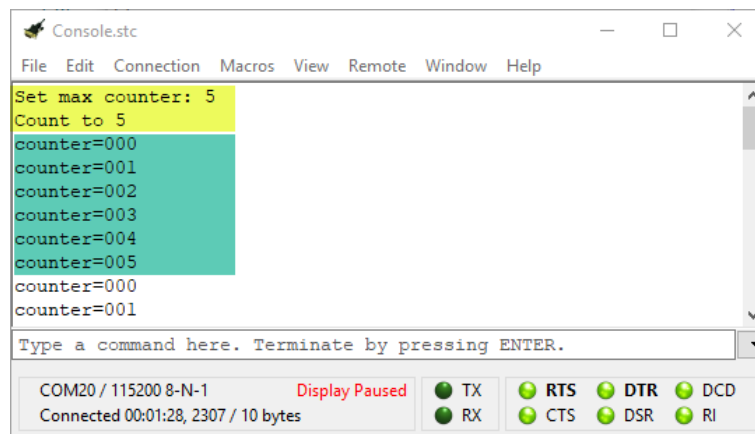 Console.stc
File Edit Connection Macros View Remote Window Help
Set max counter: 5
Count to 5
counter=000
counter=001
counter=002
counter=003
counter=004
counter=005
counter=000
counter=001
Type a command here. Terminate by pressing ENTER.
COM20 / 115200 8-N-1 Display Paused TX RTS DTR DCD
Connected 00:01:28, 2307 / 10 bytes RX CTS DSR RI